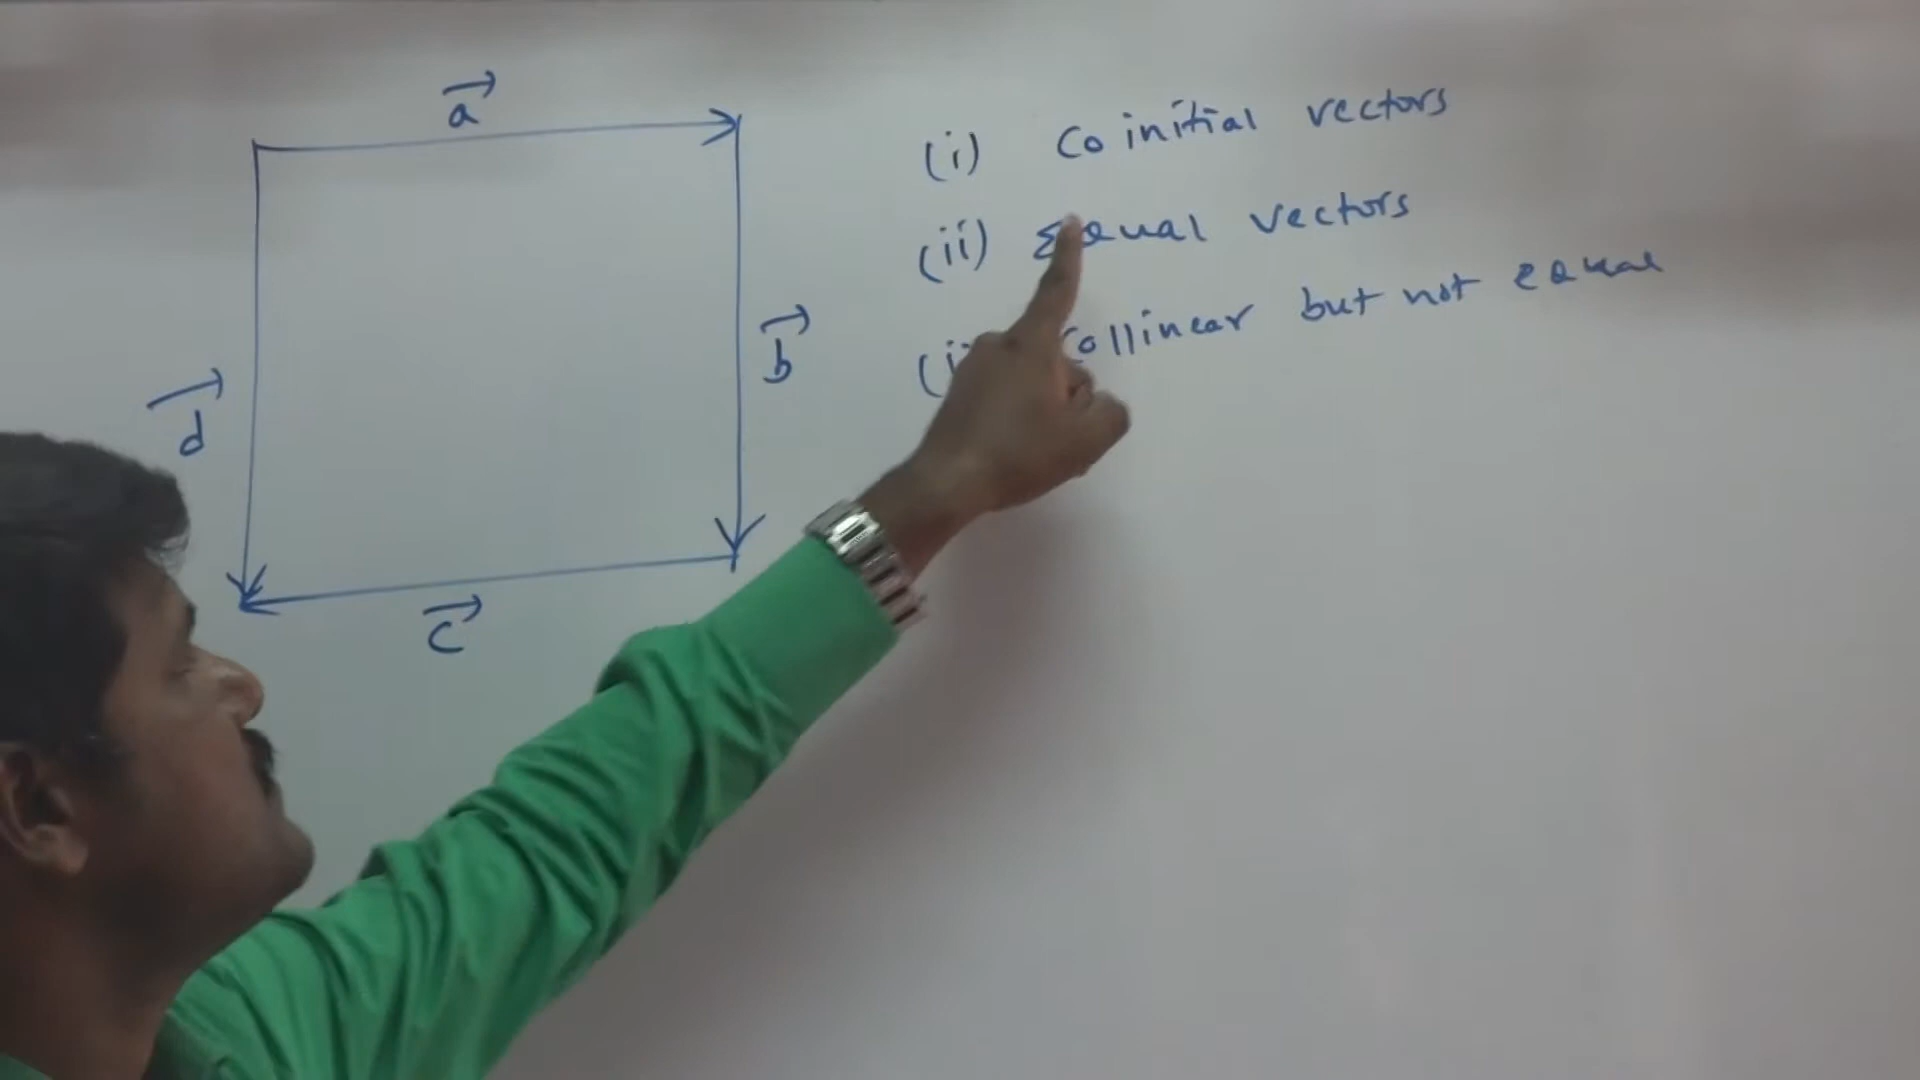 a
b
d
c
(i) Co initial vectors
(ii) Equal vectors
collinear but not equal